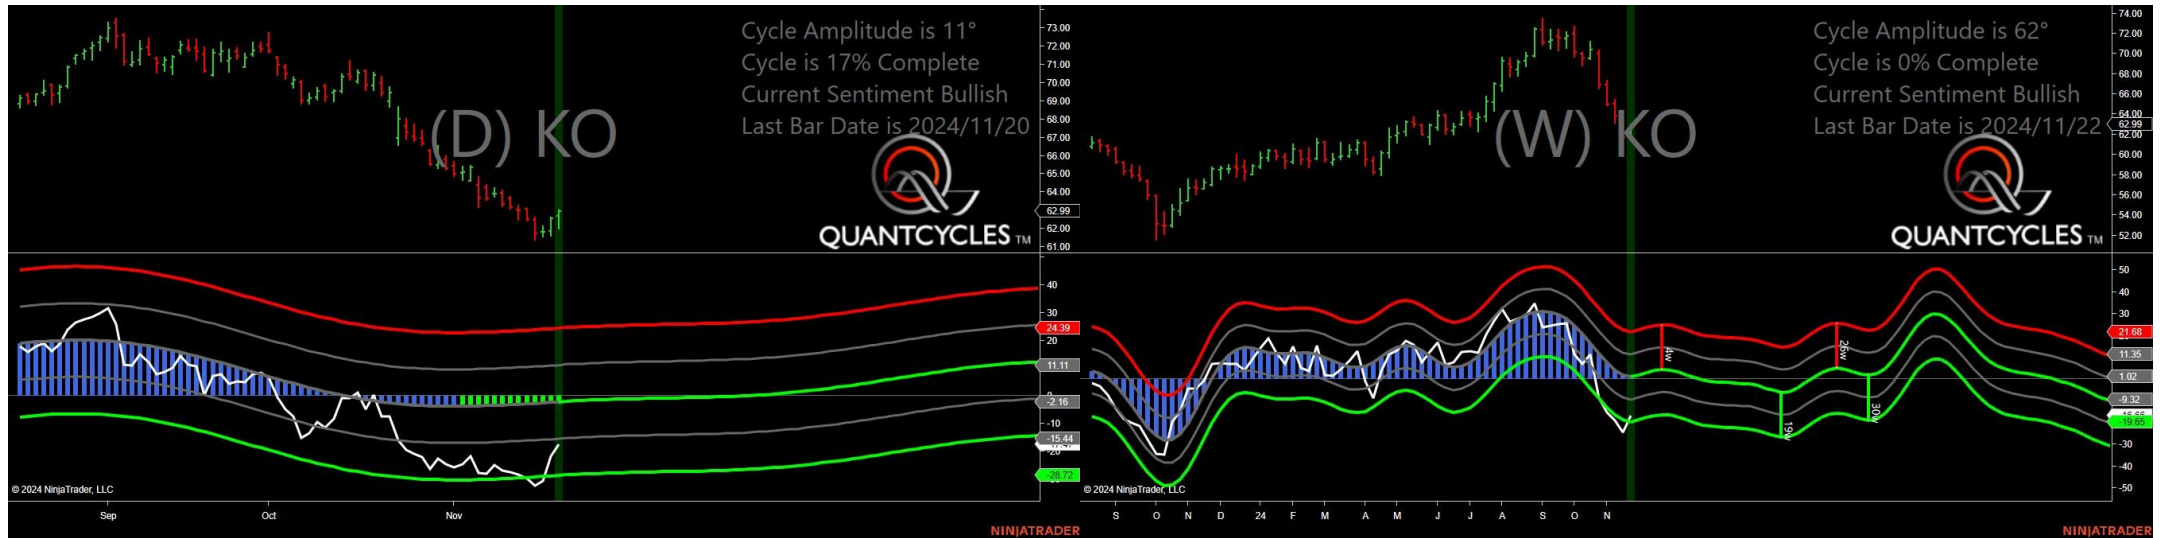 Cycle Amplitude is 11°
Cycle is 17% Complete
Current Sentiment Bullish
Last Bar Date is 2024/11/20
(D) KO
QUANTCYCLES TM
73.00
72.00
71.00
70.00
69.00
68.00
67.00
66.00
65.00
64.00
62.99
62.00
61.00
40
30
24.39
20
11.11
0
-2.16
-10
-15.44
-20
-28.72
© 2024 NinjaTrader, LLC
Sep Oct Nov
NINJATRADER
Cycle Amplitude is 62°
Cycle is 0% Complete
Current Sentiment Bullish
Last Bar Date is 2024/11/22
(W) KO
QUANTCYCLES TM
74.00
72.00
70.00
68.00
66.00
64.00
62.99
62.00
60.00
58.00
56.00
54.00
52.00
50
40
30
21.68
11.35
1.02
-9.32
-19.65
-30
-40
-50
4w
26w
19w
30w
© 2024 NinjaTrader, LLC
S O N D 24 F M A M J J A S O N
NINJATRADER